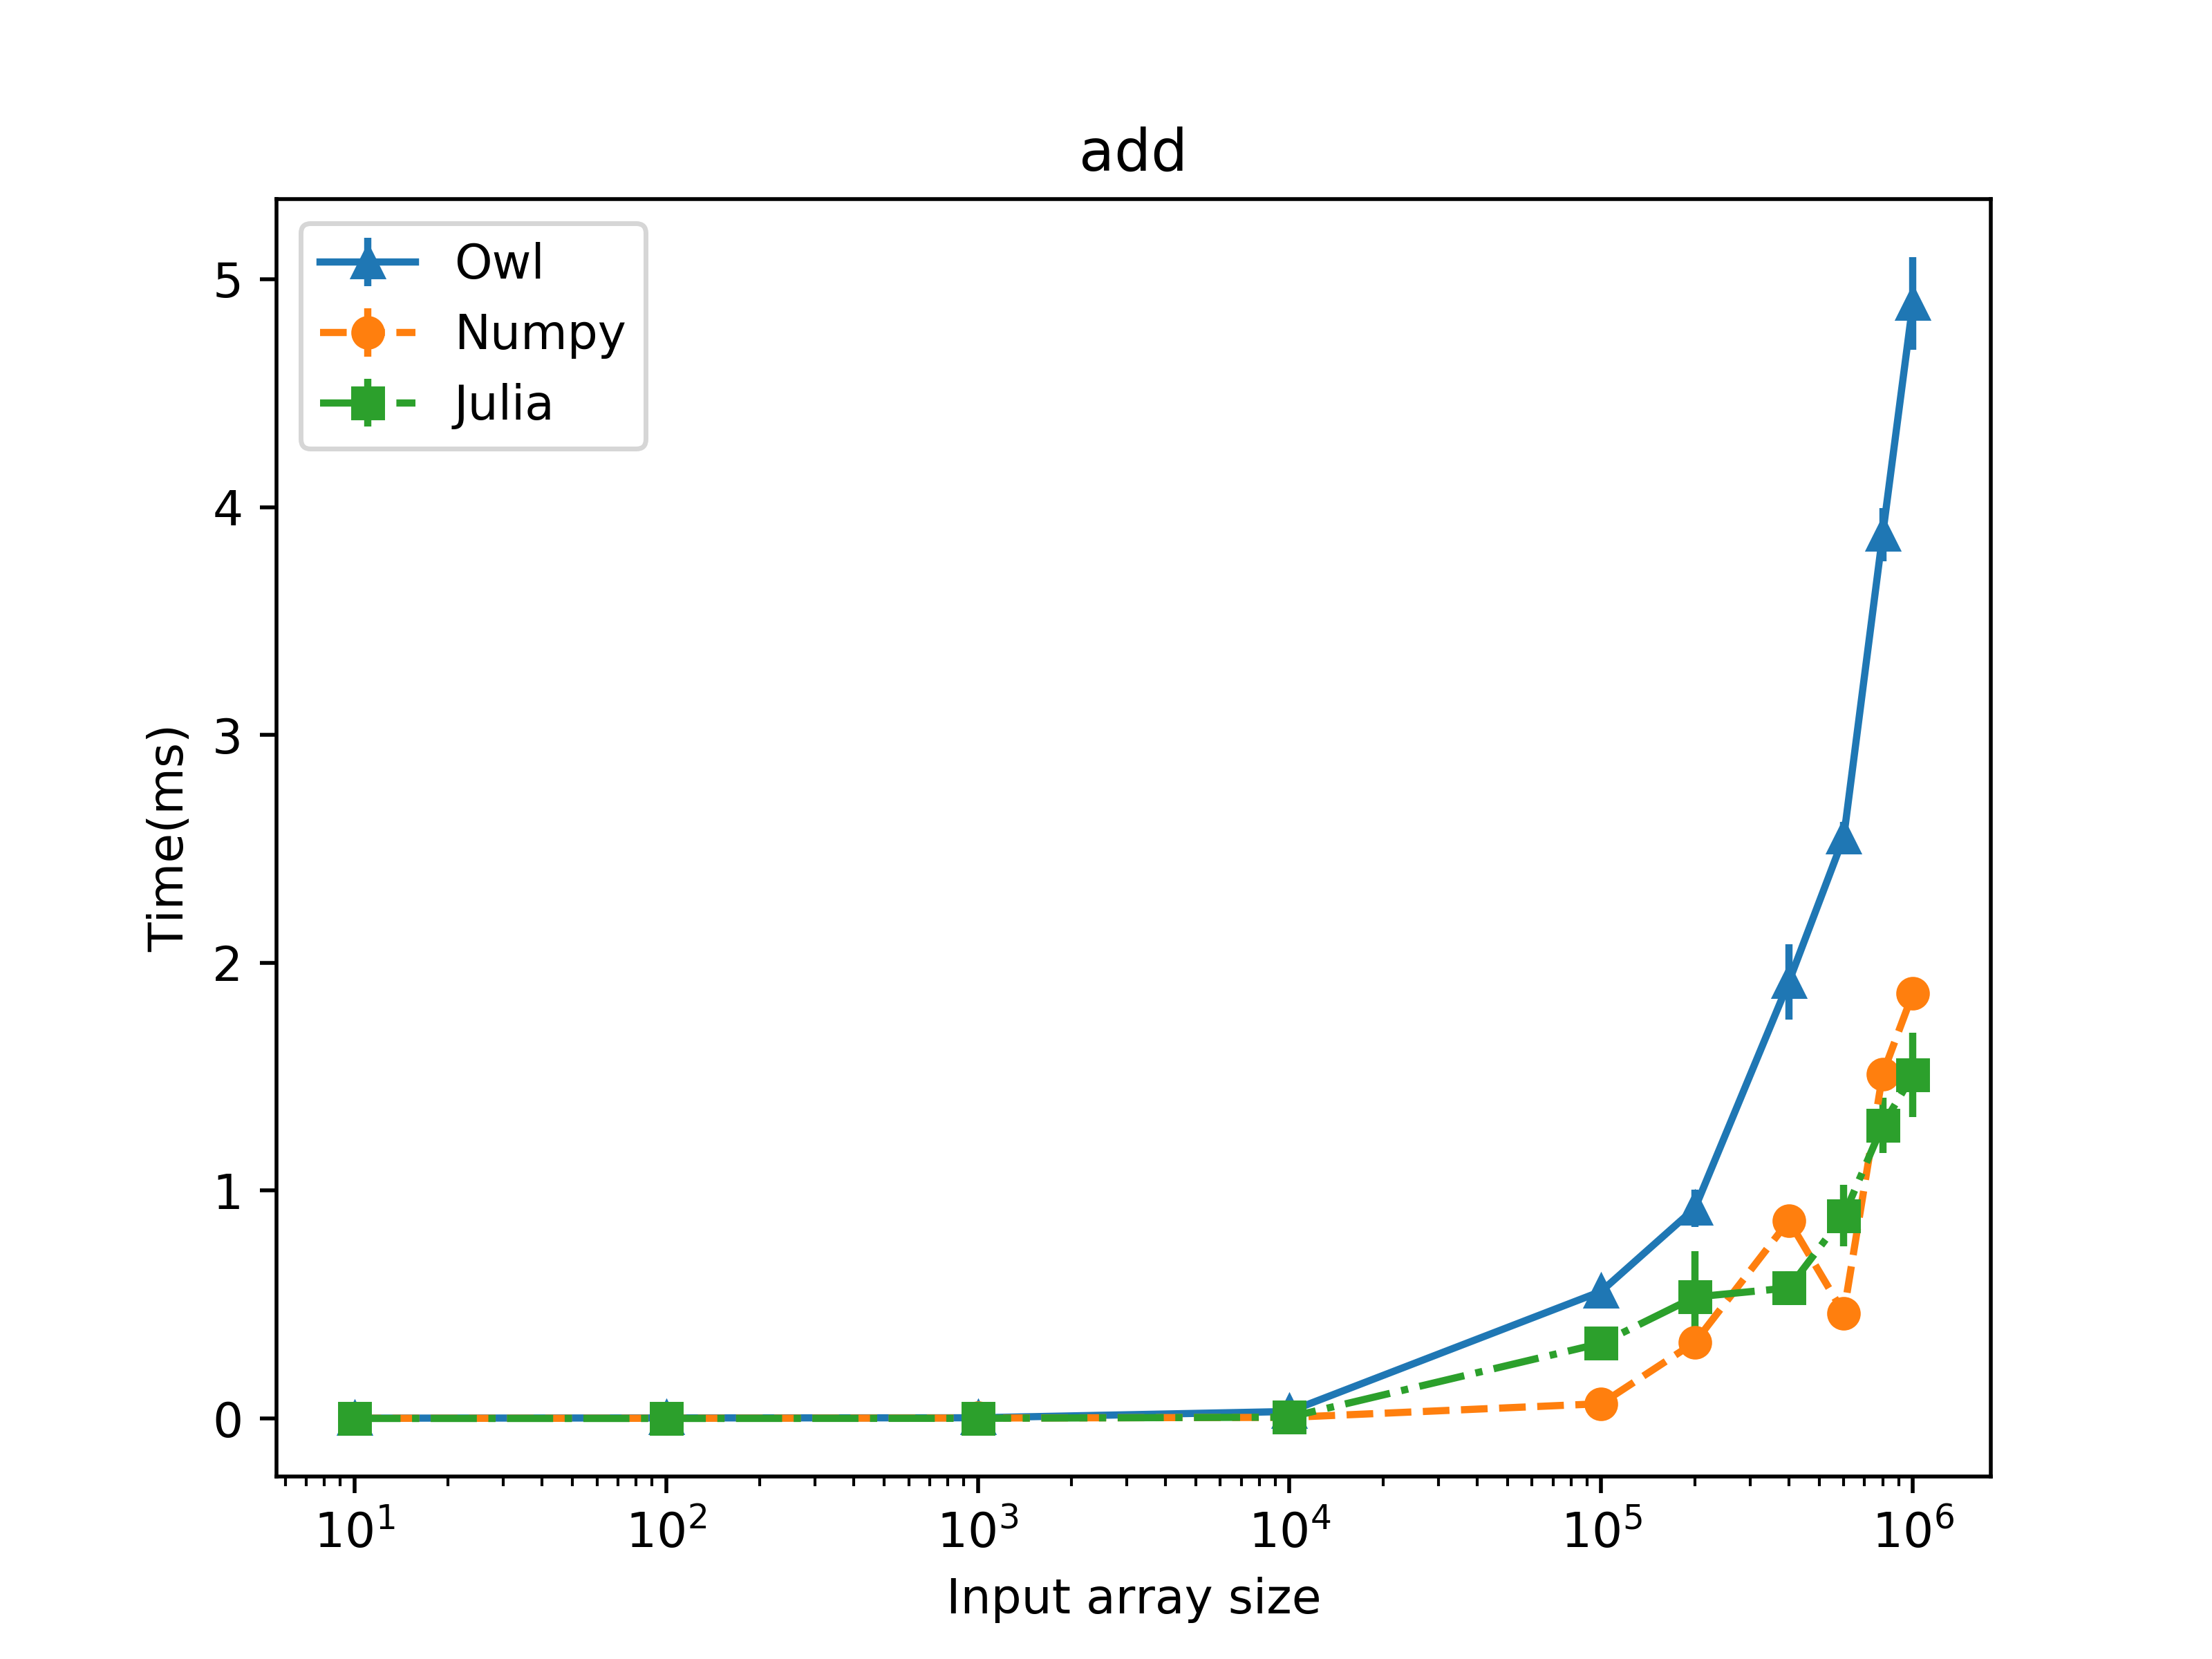 add
Owl
Numpy
Julia
5
4
3
2
1
0
Time(ms)
10¹ 10² 10³ 10⁴ 10⁵ 10⁶
Input array size